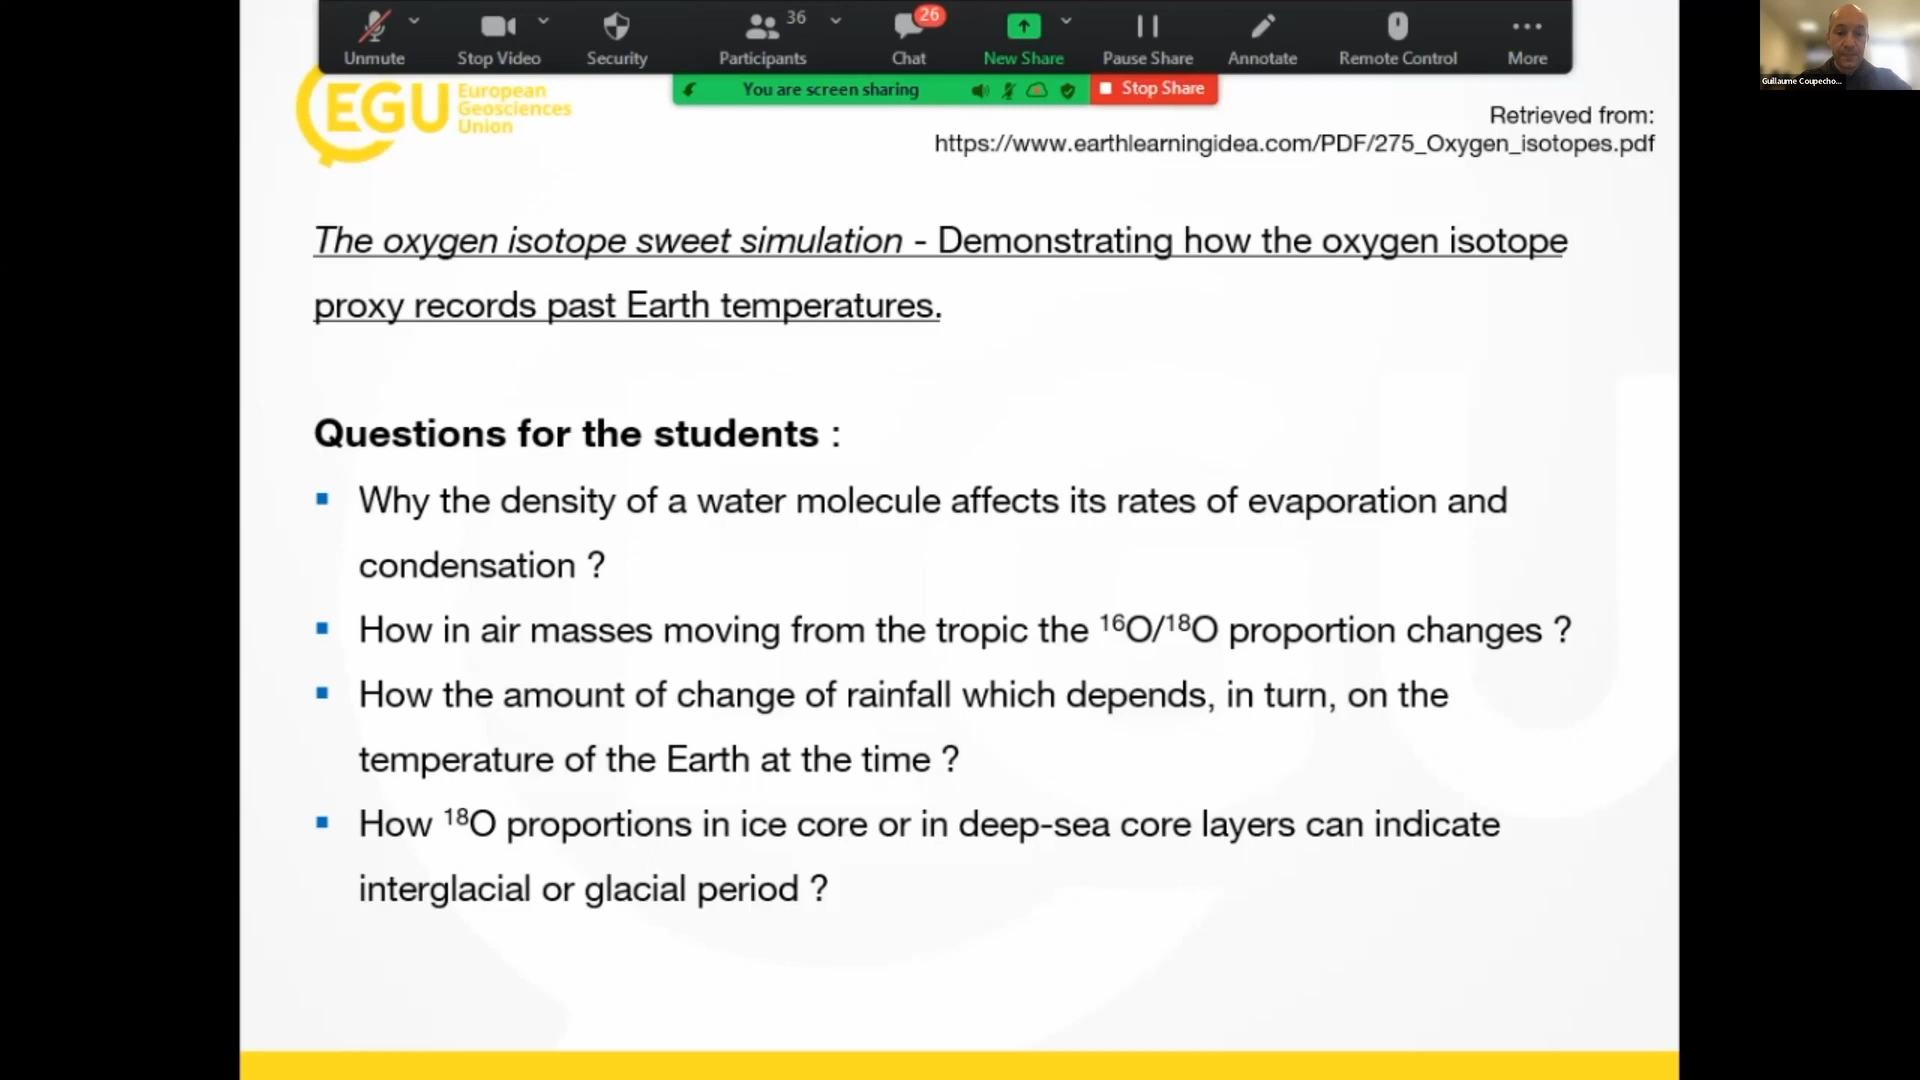 Unmute
Stop Video
Security
Participants
36
Chat
26
New Share
Pause Share
Annotate
Remote Control
More
You are screen sharing
Stop Share
Guillaume Coupecho...
EGU
European
Geosciences
Union
Retrieved from:
https://www.earthlearningidea.com/PDF/275_Oxygen_isotopes.pdf
The oxygen isotope sweet simulation - Demonstrating how the oxygen isotope
proxy records past Earth temperatures.
Questions for the students :
Why the density of a water molecule affects its rates of evaporation and
condensation ?
How in air masses moving from the tropic the ¹⁶O/¹⁸O proportion changes ?
How the amount of change of rainfall which depends, in turn, on the
temperature of the Earth at the time ?
How ¹⁸O proportions in ice core or in deep-sea core layers can indicate
interglacial or glacial period ?